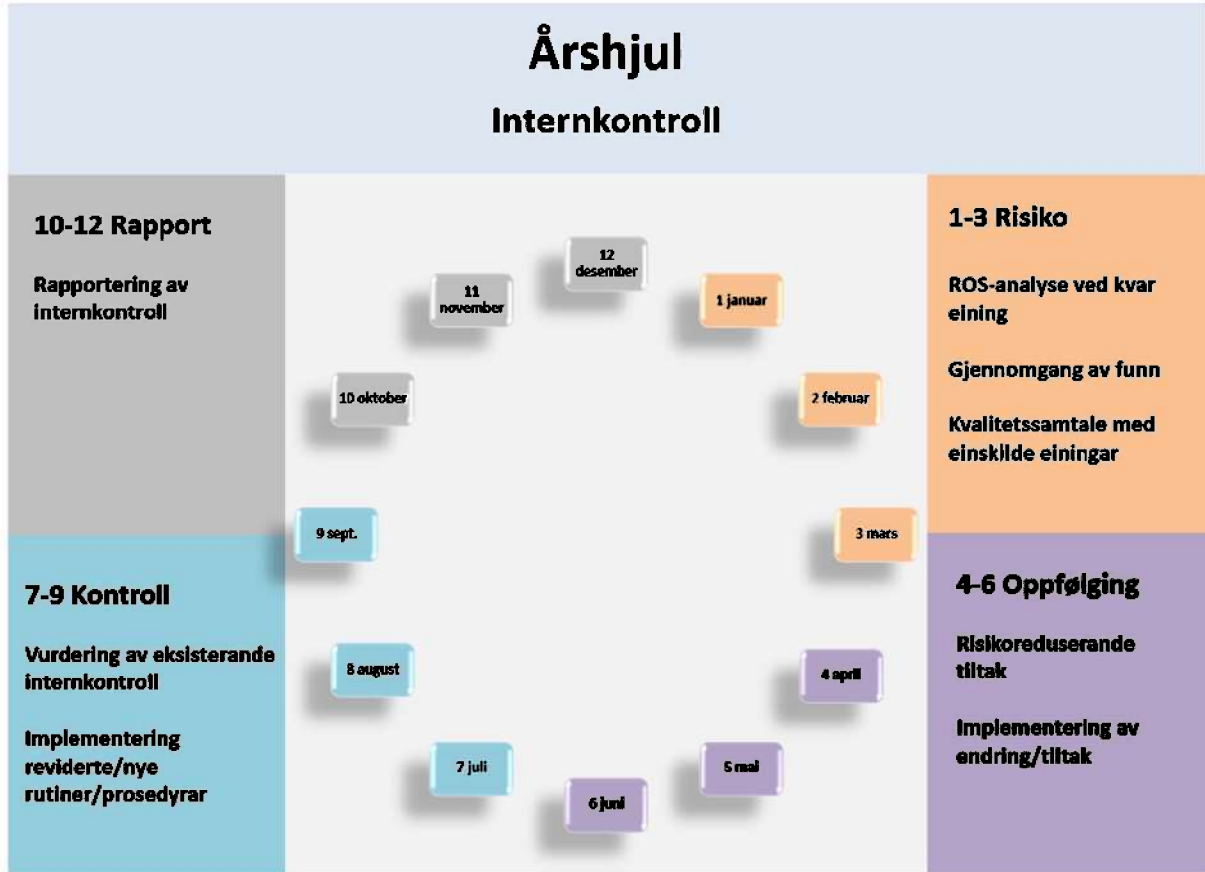 Årshjul
Internkontroll
10-12 Rapport
Rapportering av
internkontroll
1-3 Risiko
ROS-analyse ved kvar
eining
Gjennomgang av funn
Kvalitetssamtale med
einskilde einingar
7-9 Kontroll
Vurdering av eksisterande
internkontroll
Implementering
reviderte/nye
rutiner/prosedyrar
4-6 Oppfølging
Risikoreduserande
tiltak
Implementering av
endring/tiltak
12
desember
1 januar
2 februar
3 mars
4 april
5 mai
6 juni
7 juli
8 august
9 sept.
10 oktober
11
november